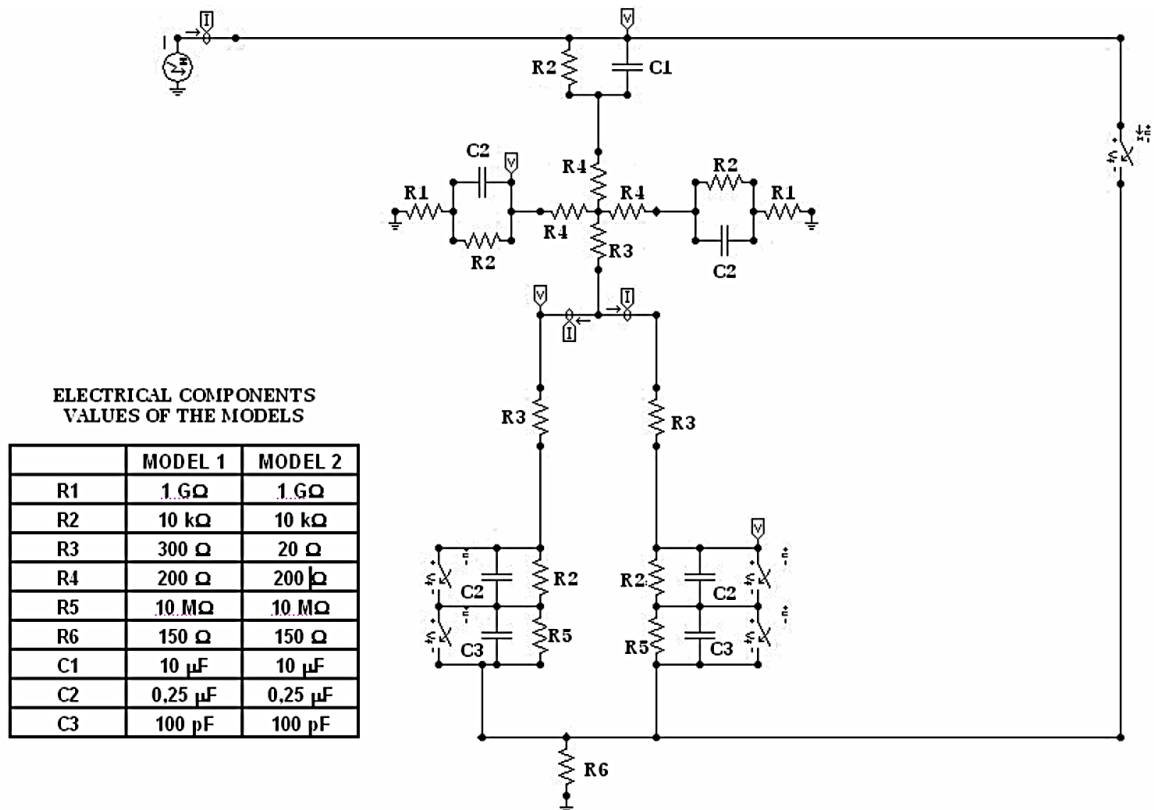 I
I
V
R2
C1
C2
V
R4
R2
R1
R4
R1
R4
R2
R3
C2
V
I
I
ELECTRICAL COMPONENTS
VALUES OF THE MODELS
R3
R3
MODEL 1 MODEL 2
R1 1 GΩ 1 GΩ
R2 10 kΩ 10 kΩ
R3 300 Ω 20 Ω
R4 200 Ω 200 Ω
R5 10 MΩ 10 MΩ
R6 150 Ω 150 Ω
C1 10 µF 10 µF
C2 0,25 µF 0,25 µF
C3 100 pF 100 pF
V
C2
R2
R2
C2
C3
R5
R5
C3
R6